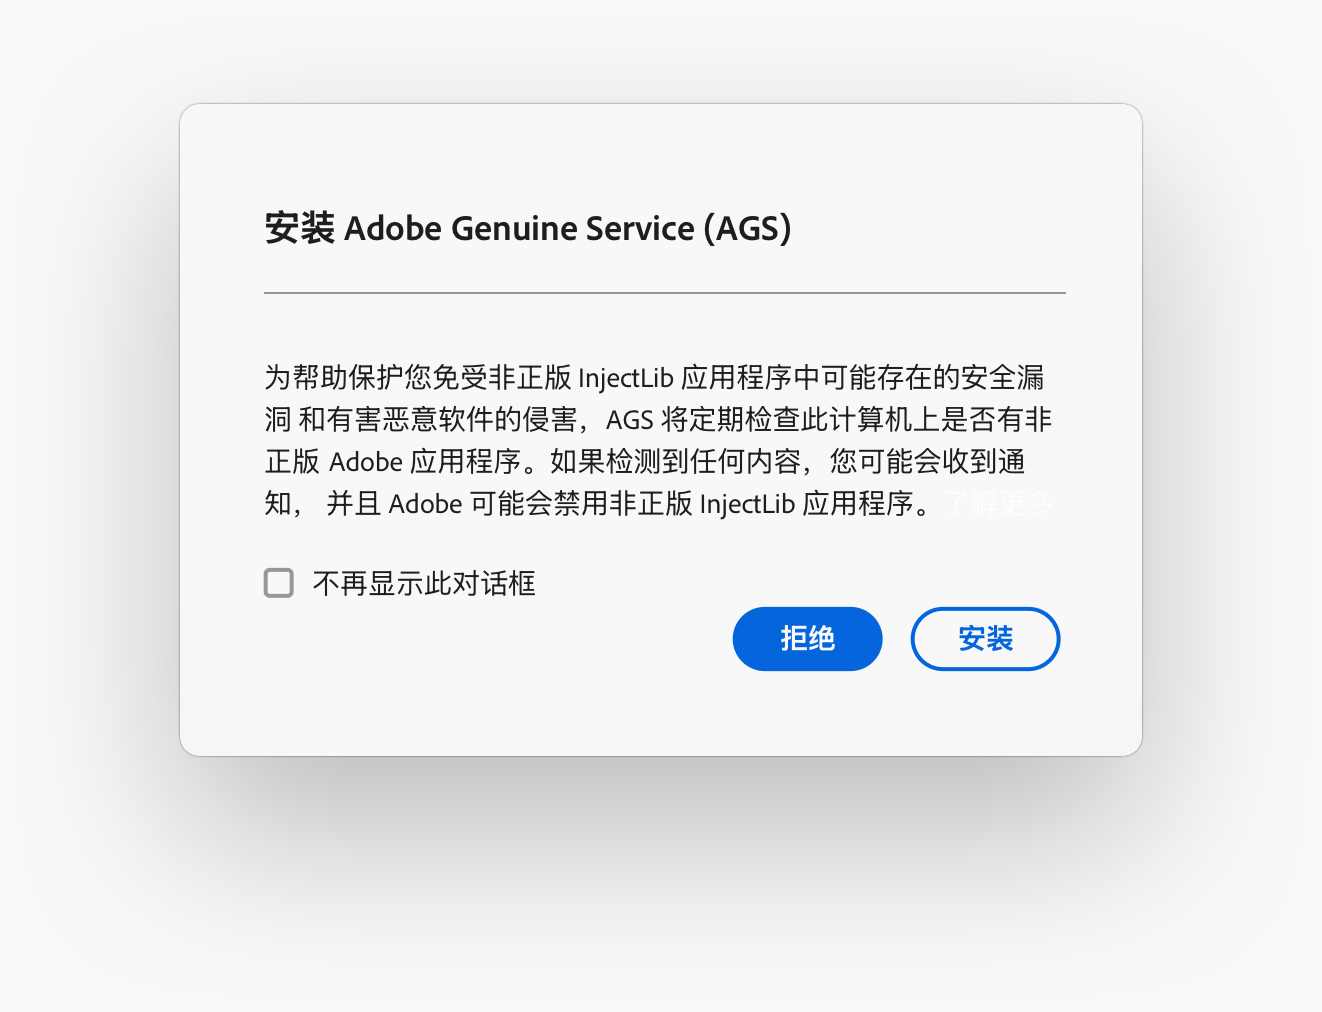 安装 Adobe Genuine Service (AGS)
为帮助保护您免受非正版 InjectLib 应用程序中可能存在的安全漏
洞 和有害恶意软件的侵害，AGS 将定期检查此计算机上是否有非
正版 Adobe 应用程序。如果检测到任何内容，您可能会收到通
知， 并且 Adobe 可能会禁用非正版 InjectLib 应用程序。 了解更多
不再显示此对话框
拒绝 安装